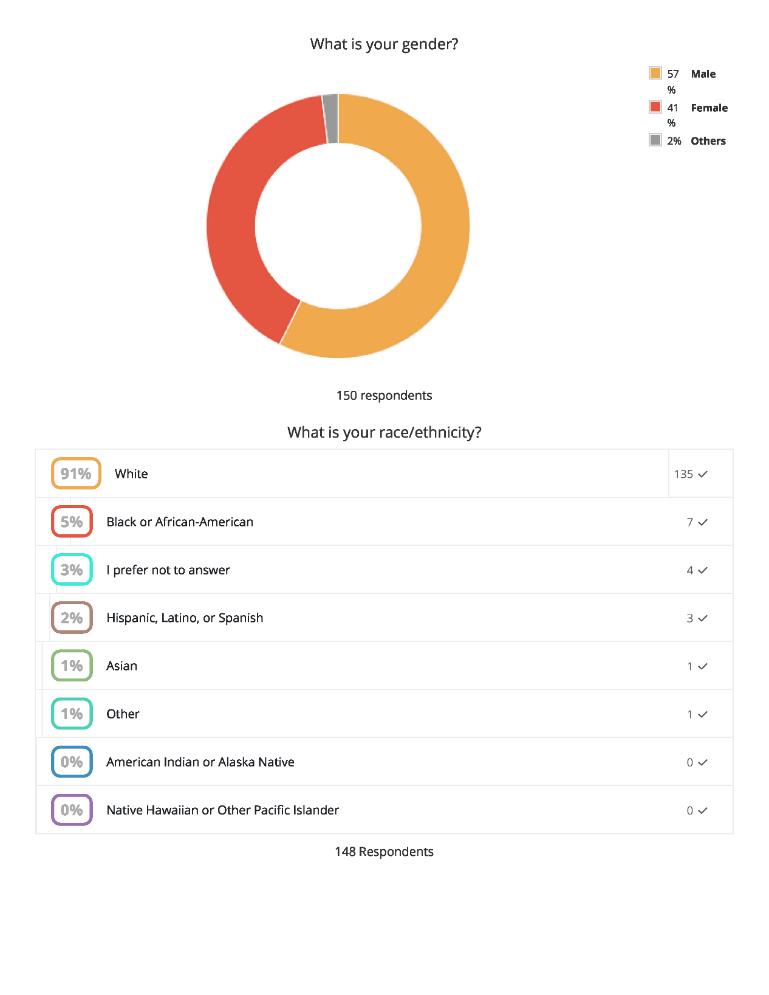 What is your gender?
57 Male
%
41 Female
%
2% Others
150 respondents
What is your race/ethnicity?
91% White 135
5% Black or African-American 7
3% I prefer not to answer 4
2% Hispanic, Latino, or Spanish 3
1% Asian 1
1% Other 1
0% American Indian or Alaska Native 0
0% Native Hawaiian or Other Pacific Islander 0
148 Respondents